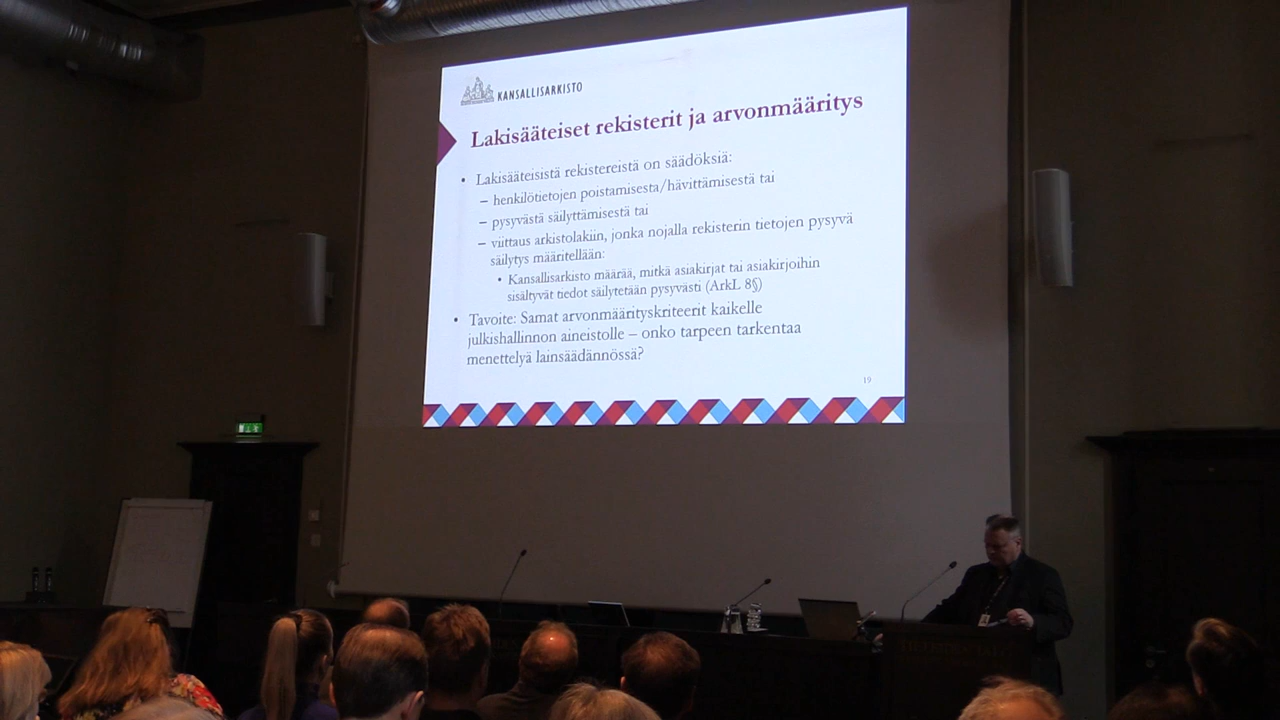 KANSALLISARKISTO
Lakisääteiset rekisterit ja arvonmääritys
• Lakisääteisistä rekistereistä on säädöksiä:
– henkilötietojen poistamisesta/hävittämisestä tai
– pysyvästä säilyttämisestä tai
– viittaus arkistolakiin, jonka nojalla rekisterin tietojen pysyvä
säilytys määritellään:
• Kansallisarkisto määrää, mitkä asiakirjat tai asiakirjoihin
sisältyvät tiedot säilytetään pysyvästi (ArkL 8§)
• Tavoite: Samat arvonmäärityskriteerit kaikelle
julkishallinnon aineistolle – onko tarpeen tarkentaa
menettelyä lainsäädännössä?
19